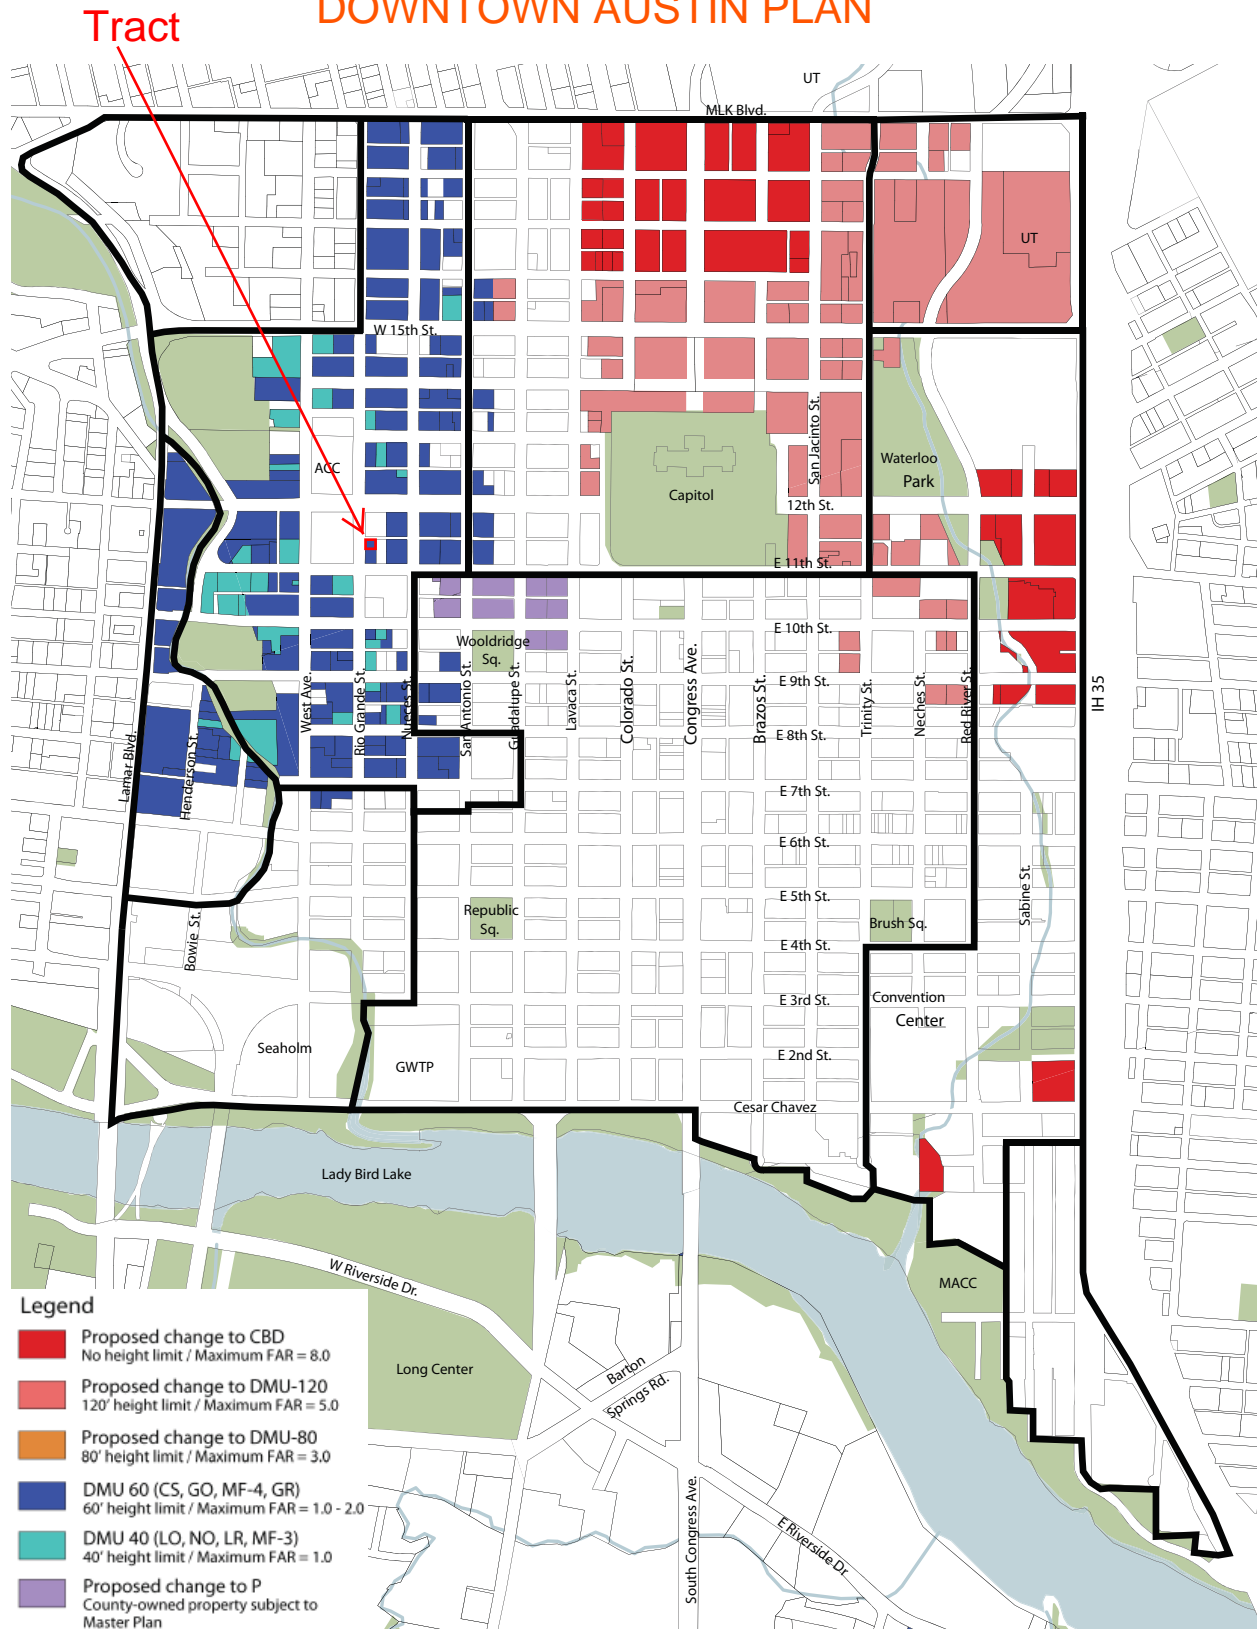 DOWNTOWN AUSTIN PLAN
Tract
UT
MLK Blvd.
UT
W 15th St.
San Jacinto St.
ACC
Waterloo
Park
Capitol
12th St.
E 11th St.
E 10th St.
Wooldridge
Sq.
E 9th St.
West Ave.
Rio Grande St.
Nueces St.
San Antonio St.
Guadalupe St.
Lavaca St.
Colorado St.
Congress Ave.
Brazos St.
Trinity St.
Neches St.
Red River St.
IH 35
E 8th St.
Lamar Blvd.
Henderson St.
E 7th St.
E 6th St.
E 5th St.
Sabine St.
Republic
Sq.
Brush Sq.
Bowie St.
E 4th St.
E 3rd St.
Convention
Center
Seaholm
GWTP
E 2nd St.
Cesar Chavez
Lady Bird Lake
W Riverside Dr.
MACC
Long Center
Barton
Springs Rd.
South Congress Ave.
E Riverside Dr
Legend
Proposed change to CBD
No height limit / Maximum FAR = 8.0
Proposed change to DMU-120
120' height limit / Maximum FAR = 5.0
Proposed change to DMU-80
80' height limit / Maximum FAR = 3.0
DMU 60 (CS, GO, MF-4, GR)
60' height limit / Maximum FAR = 1.0 - 2.0
DMU 40 (LO, NO, LR, MF-3)
40' height limit / Maximum FAR = 1.0
Proposed change to P
County-owned property subject to
Master Plan